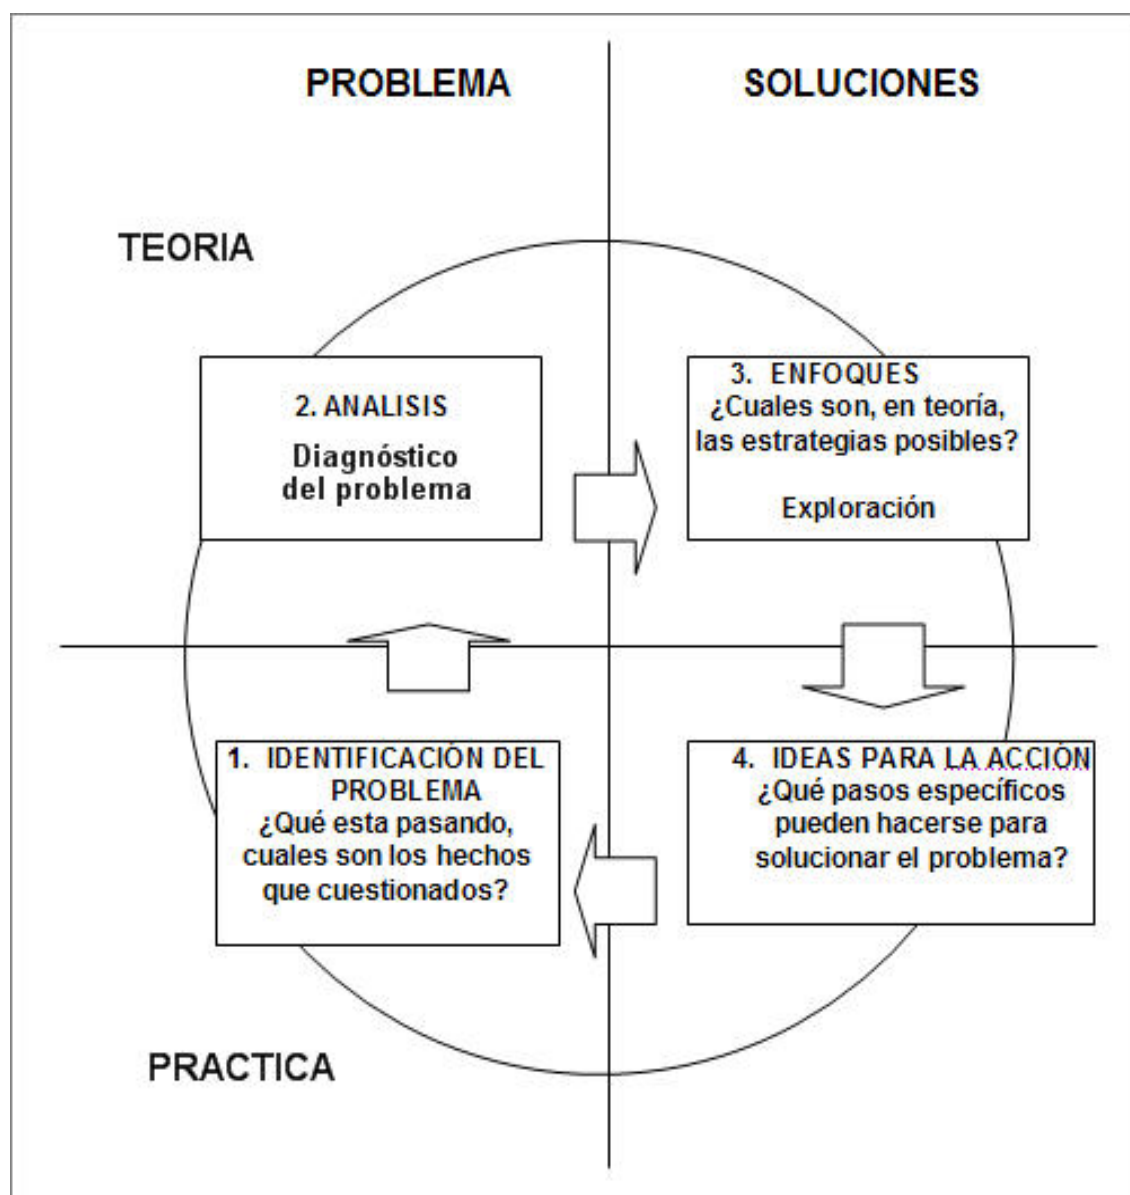 PROBLEMA
SOLUCIONES
TEORIA
2. ANALISIS
Diagnóstico
del problema
3. ENFOQUES
¿Cuales son, en teoría,
las estrategias posibles?
Exploración
1. IDENTIFICACIÓN DEL
PROBLEMA
¿Qué esta pasando,
cuales son los hechos
que cuestionados?
4. IDEAS PARA LA ACCIÓN
¿Qué pasos específicos
pueden hacerse para
solucionar el problema?
PRACTICA